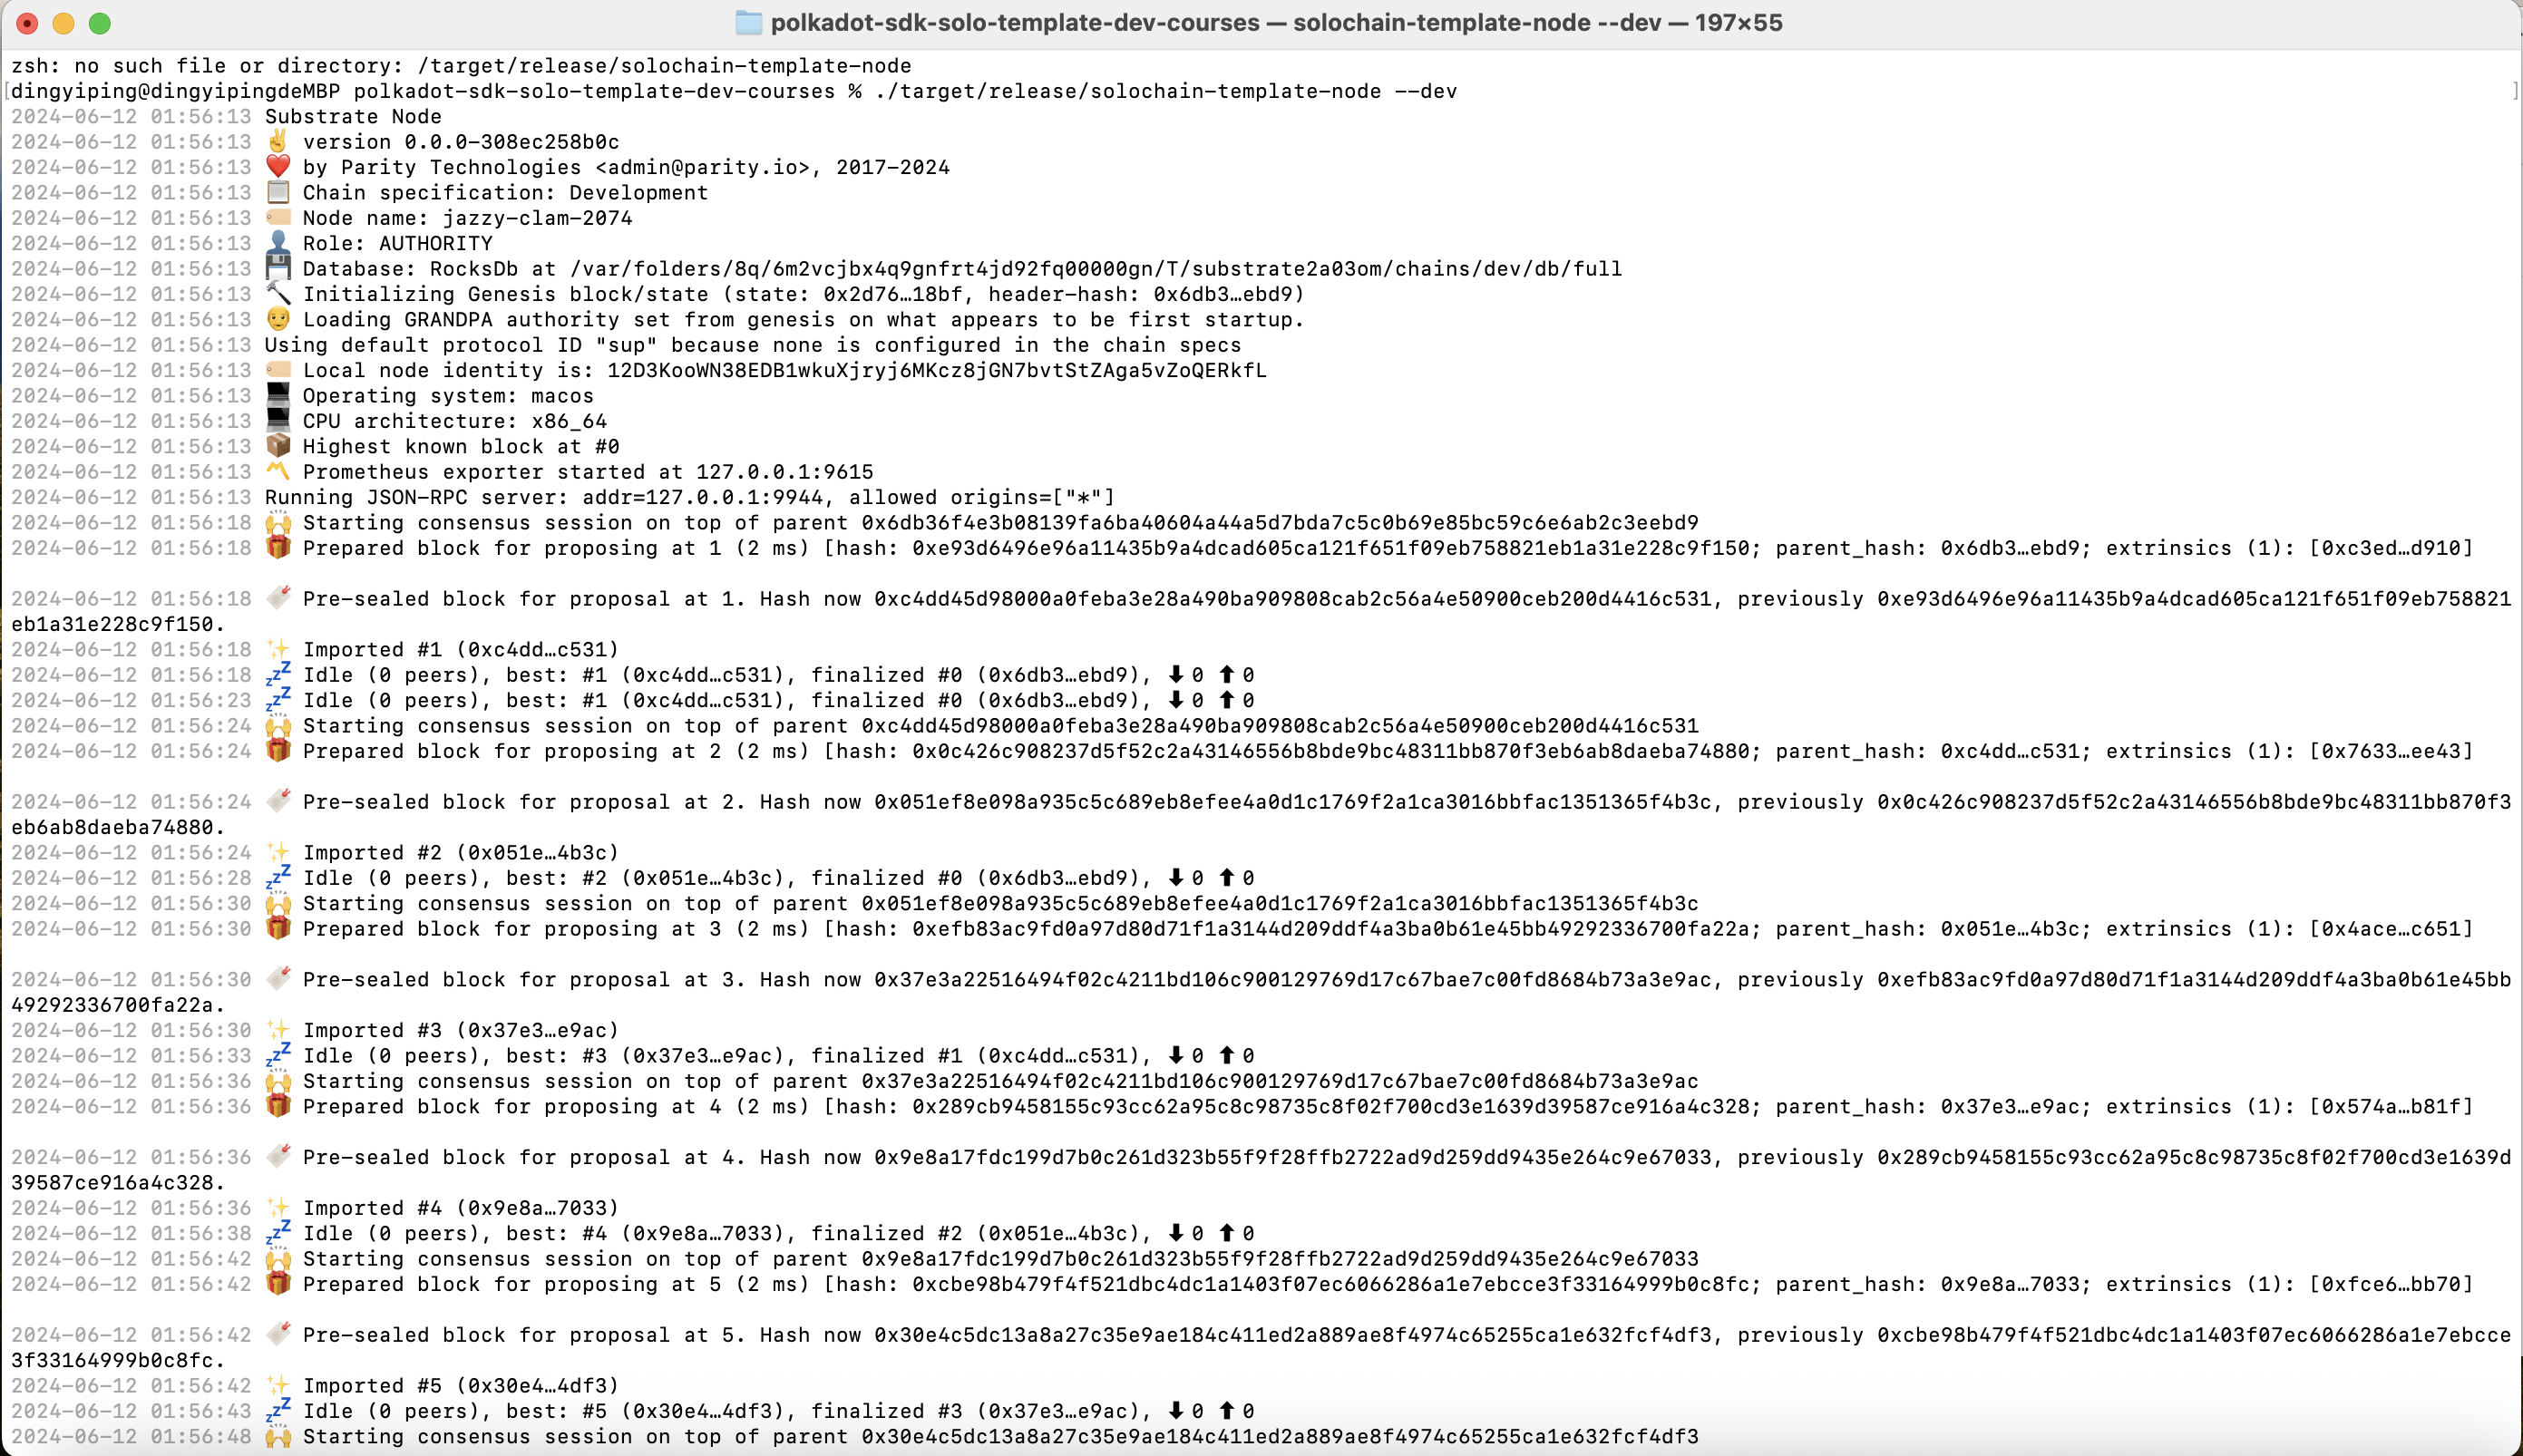 polkadot-sdk-solo-template-dev-courses — solochain-template-node --dev — 197×55
zsh: no such file or directory: /target/release/solochain-template-node
[dingyiping@dingyipingdeMBP polkadot-sdk-solo-template-dev-courses % ./target/release/solochain-template-node --dev ]
2024-06-12 01:56:13 Substrate Node
2024-06-12 01:56:13 ✌️ version 0.0.0-308ec258b0c
2024-06-12 01:56:13 ❤️ by Parity Technologies <admin@parity.io>, 2017-2024
2024-06-12 01:56:13 📋 Chain specification: Development
2024-06-12 01:56:13 🏷 Node name: jazzy-clam-2074
2024-06-12 01:56:13 👤 Role: AUTHORITY
2024-06-12 01:56:13 💾 Database: RocksDb at /var/folders/8q/6m2vcjbx4q9gnfrt4jd92fq00000gn/T/substrate2a03om/chains/dev/db/full
2024-06-12 01:56:13 🔨 Initializing Genesis block/state (state: 0x2d76…18bf, header-hash: 0x6db3…ebd9)
2024-06-12 01:56:13 👴 Loading GRANDPA authority set from genesis on what appears to be first startup.
2024-06-12 01:56:13 Using default protocol ID "sup" because none is configured in the chain specs
2024-06-12 01:56:13 🏷 Local node identity is: 12D3KooWN38EDB1wkuXjryj6MKcz8jGN7bvtStZAga5vZoQERkfL
2024-06-12 01:56:13 💻 Operating system: macos
2024-06-12 01:56:13 💻 CPU architecture: x86_64
2024-06-12 01:56:13 📦 Highest known block at #0
2024-06-12 01:56:13 〽️ Prometheus exporter started at 127.0.0.1:9615
2024-06-12 01:56:13 Running JSON-RPC server: addr=127.0.0.1:9944, allowed origins=["*"]
2024-06-12 01:56:18 🙌 Starting consensus session on top of parent 0x6db36f4e3b08139fa6ba40604a44a5d7bda7c5c0b69e85bc59c6e6ab2c3eebd9
2024-06-12 01:56:18 🎁 Prepared block for proposing at 1 (2 ms) [hash: 0xe93d6496e96a11435b9a4dcad605ca121f651f09eb758821eb1a31e228c9f150; parent_hash: 0x6db3…ebd9; extrinsics (1): [0xc3ed…d910]
2024-06-12 01:56:18 🔖 Pre-sealed block for proposal at 1. Hash now 0xc4dd45d98000a0feba3e28a490ba909808cab2c56a4e50900ceb200d4416c531, previously 0xe93d6496e96a11435b9a4dcad605ca121f651f09eb758821
eb1a31e228c9f150.
2024-06-12 01:56:18 ✨ Imported #1 (0xc4dd…c531)
2024-06-12 01:56:18 💤 Idle (0 peers), best: #1 (0xc4dd…c531), finalized #0 (0x6db3…ebd9), ⬇ 0 ⬆ 0
2024-06-12 01:56:23 💤 Idle (0 peers), best: #1 (0xc4dd…c531), finalized #0 (0x6db3…ebd9), ⬇ 0 ⬆ 0
2024-06-12 01:56:24 🙌 Starting consensus session on top of parent 0xc4dd45d98000a0feba3e28a490ba909808cab2c56a4e50900ceb200d4416c531
2024-06-12 01:56:24 🎁 Prepared block for proposing at 2 (2 ms) [hash: 0x0c426c908237d5f52c2a43146556b8bde9bc48311bb870f3eb6ab8daeba74880; parent_hash: 0xc4dd…c531; extrinsics (1): [0x7633…ee43]
2024-06-12 01:56:24 🔖 Pre-sealed block for proposal at 2. Hash now 0x051ef8e098a935c5c689eb8efee4a0d1c1769f2a1ca3016bbfac1351365f4b3c, previously 0x0c426c908237d5f52c2a43146556b8bde9bc48311bb870f3
eb6ab8daeba74880.
2024-06-12 01:56:24 ✨ Imported #2 (0x051e…4b3c)
2024-06-12 01:56:28 💤 Idle (0 peers), best: #2 (0x051e…4b3c), finalized #0 (0x6db3…ebd9), ⬇ 0 ⬆ 0
2024-06-12 01:56:30 🙌 Starting consensus session on top of parent 0x051ef8e098a935c5c689eb8efee4a0d1c1769f2a1ca3016bbfac1351365f4b3c
2024-06-12 01:56:30 🎁 Prepared block for proposing at 3 (2 ms) [hash: 0xefb83ac9fd0a97d80d71f1a3144d209ddf4a3ba0b61e45bb49292336700fa22a; parent_hash: 0x051e…4b3c; extrinsics (1): [0x4ace…c651]
2024-06-12 01:56:30 🔖 Pre-sealed block for proposal at 3. Hash now 0x37e3a22516494f02c4211bd106c900129769d17c67bae7c00fd8684b73a3e9ac, previously 0xefb83ac9fd0a97d80d71f1a3144d209ddf4a3ba0b61e45bb
49292336700fa22a.
2024-06-12 01:56:30 ✨ Imported #3 (0x37e3…e9ac)
2024-06-12 01:56:33 💤 Idle (0 peers), best: #3 (0x37e3…e9ac), finalized #1 (0xc4dd…c531), ⬇ 0 ⬆ 0
2024-06-12 01:56:36 🙌 Starting consensus session on top of parent 0x37e3a22516494f02c4211bd106c900129769d17c67bae7c00fd8684b73a3e9ac
2024-06-12 01:56:36 🎁 Prepared block for proposing at 4 (2 ms) [hash: 0x289cb9458155c93cc62a95c8c98735c8f02f700cd3e1639d39587ce916a4c328; parent_hash: 0x37e3…e9ac; extrinsics (1): [0x574a…b81f]
2024-06-12 01:56:36 🔖 Pre-sealed block for proposal at 4. Hash now 0x9e8a17fdc199d7b0c261d323b55f9f28ffb2722ad9d259dd9435e264c9e67033, previously 0x289cb9458155c93cc62a95c8c98735c8f02f700cd3e1639d
39587ce916a4c328.
2024-06-12 01:56:36 ✨ Imported #4 (0x9e8a…7033)
2024-06-12 01:56:38 💤 Idle (0 peers), best: #4 (0x9e8a…7033), finalized #2 (0x051e…4b3c), ⬇ 0 ⬆ 0
2024-06-12 01:56:42 🙌 Starting consensus session on top of parent 0x9e8a17fdc199d7b0c261d323b55f9f28ffb2722ad9d259dd9435e264c9e67033
2024-06-12 01:56:42 🎁 Prepared block for proposing at 5 (2 ms) [hash: 0xcbe98b479f4f521dbc4dc1a1403f07ec6066286a1e7ebcce3f33164999b0c8fc; parent_hash: 0x9e8a…7033; extrinsics (1): [0xfce6…bb70]
2024-06-12 01:56:42 🔖 Pre-sealed block for proposal at 5. Hash now 0x30e4c5dc13a8a27c35e9ae184c411ed2a889ae8f4974c65255ca1e632fcf4df3, previously 0xcbe98b479f4f521dbc4dc1a1403f07ec6066286a1e7ebcce
3f33164999b0c8fc.
2024-06-12 01:56:42 ✨ Imported #5 (0x30e4…4df3)
2024-06-12 01:56:43 💤 Idle (0 peers), best: #5 (0x30e4…4df3), finalized #3 (0x37e3…e9ac), ⬇ 0 ⬆ 0
2024-06-12 01:56:48 🙌 Starting consensus session on top of parent 0x30e4c5dc13a8a27c35e9ae184c411ed2a889ae8f4974c65255ca1e632fcf4df3